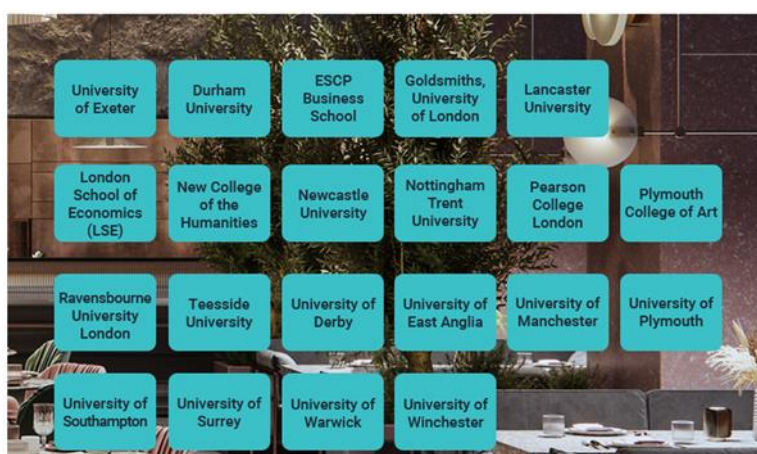 University
of Exeter
Durham
University
ESCP
Business
School
Goldsmiths,
University
of London
Lancaster
University
London
School of
Economics
(LSE)
New College
of the
Humanities
Newcastle
University
Nottingham
Trent
University
Pearson
College
London
Plymouth
College of Art
Ravensbourne
University
London
Teesside
University
University of
Derby
University of
East Anglia
University of
Manchester
University of
Plymouth
University of
Southampton
University of
Surrey
University of
Warwick
University of
Winchester